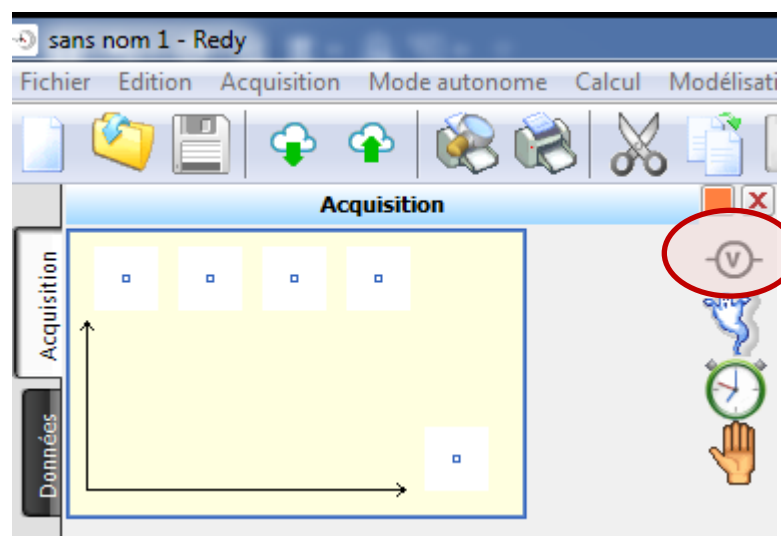 sans nom 1 - Redy
Fichier Edition Acquisition Mode autonome Calcul Modélisati
Acquisition
V
Acquisition
Données